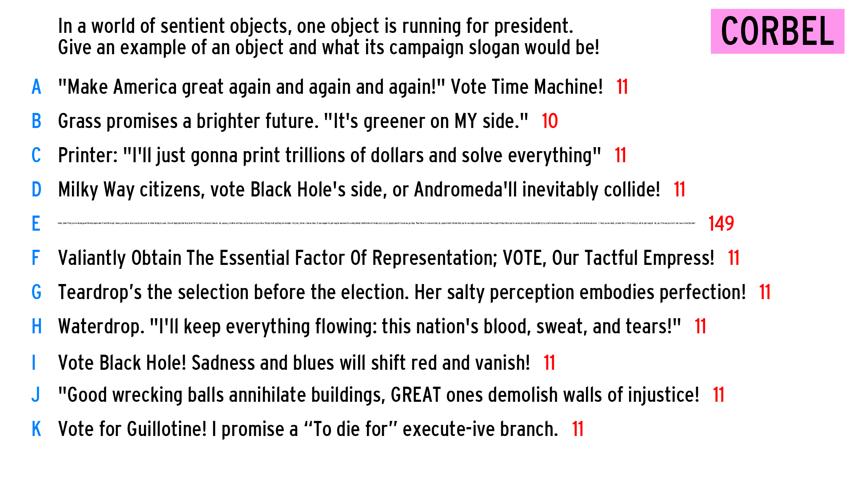 In a world of sentient objects, one object is running for president.
Give an example of an object and what its campaign slogan would be!
CORBEL
A "Make America great again and again and again!" Vote Time Machine! 11
B Grass promises a brighter future. "It's greener on MY side." 10
C Printer: "I'll just gonna print trillions of dollars and solve everything" 11
D Milky Way citizens, vote Black Hole's side, or Andromeda'll inevitably collide! 11
E 149
F Valiantly Obtain The Essential Factor Of Representation; VOTE, Our Tactful Empress! 11
G Teardrop’s the selection before the election. Her salty perception embodies perfection! 11
H Waterdrop. "I'll keep everything flowing: this nation's blood, sweat, and tears!" 11
I Vote Black Hole! Sadness and blues will shift red and vanish! 11
J "Good wrecking balls annihilate buildings, GREAT ones demolish walls of injustice! 11
K Vote for Guillotine! I promise a “To die for” execute-ive branch. 11